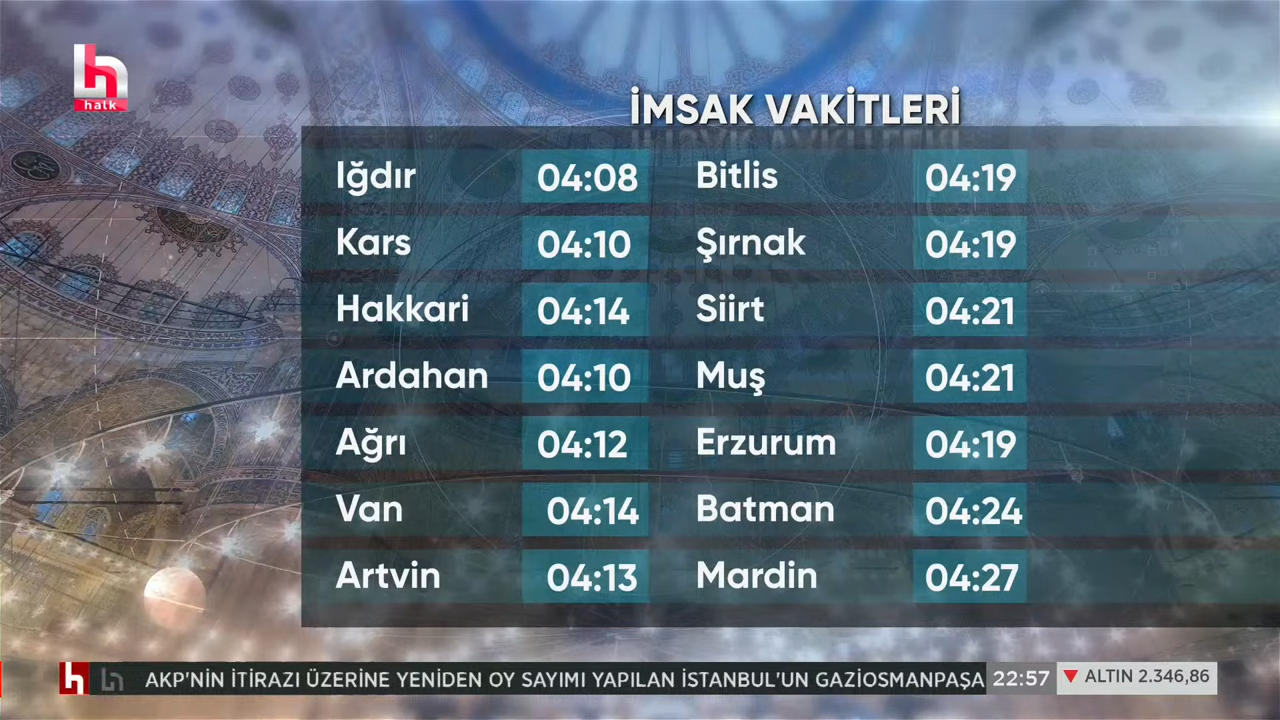 halk
İMSAK VAKİTLERİ
Iğdır 04:08 Bitlis 04:19
Kars 04:10 Şırnak 04:19
Hakkari 04:14 Siirt 04:21
Ardahan 04:10 Muş 04:21
Ağrı 04:12 Erzurum 04:19
Van 04:14 Batman 04:24
Artvin 04:13 Mardin 04:27
AKP'NİN İTİRAZI ÜZERİNE YENİDEN OY SAYIMI YAPILAN İSTANBUL'UN GAZİOSMANPAŞA 22:57 ALTIN 2.346,86